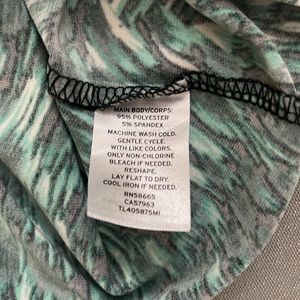 MAIN BODY/CORPS:
95% POLYESTER
5% SPANDEX
MACHINE WASH COLD.
GENTLE CYCLE.
WITH LIKE COLORS.
ONLY NON-CHLORINE
BLEACH IF NEEDED.
RESHAPE.
LAY FLAT TO DRY.
COOL IRON IF NEEDED.
RN58665
CA57963
TL405875MI